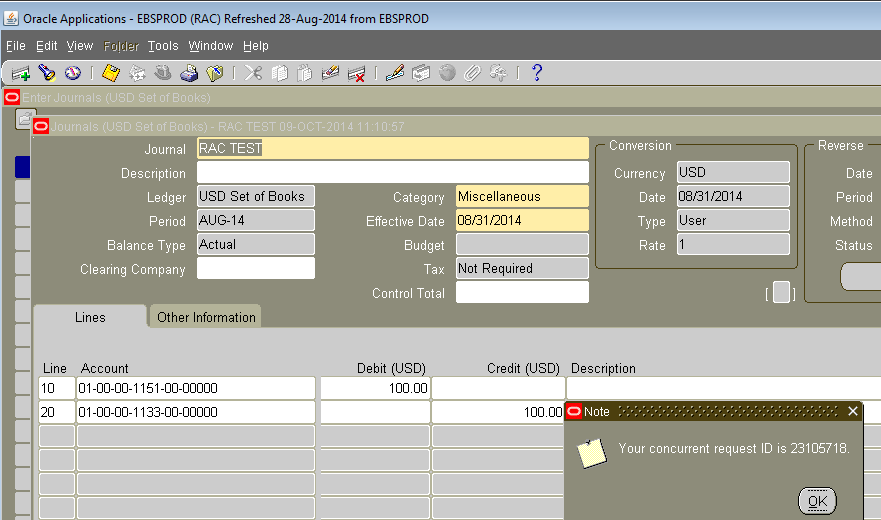 Oracle Applications - EBSPROD (RAC) Refreshed 28-Aug-2014 from EBSPROD
File Edit View Folder Tools Window Help
Enter Journals (USD Set of Books)
Journals (USD Set of Books) - RAC TEST 09-OCT-2014 11:10:57
Journal RAC TEST
Description
Ledger USD Set of Books Category Miscellaneous
Period AUG-14 Effective Date 08/31/2014
Balance Type Actual Budget
Clearing Company Tax Not Required
Control Total
Conversion
Currency USD
Date 08/31/2014
Type User
Rate 1
Reverse
Date
Period
Method
Status
[ ]
Lines Other Information
Line Account Debit (USD) Credit (USD) Description
10 01-00-00-1151-00-00000 100.00
20 01-00-00-1133-00-00000 100.00
Note
Your concurrent request ID is 23105718.
OK